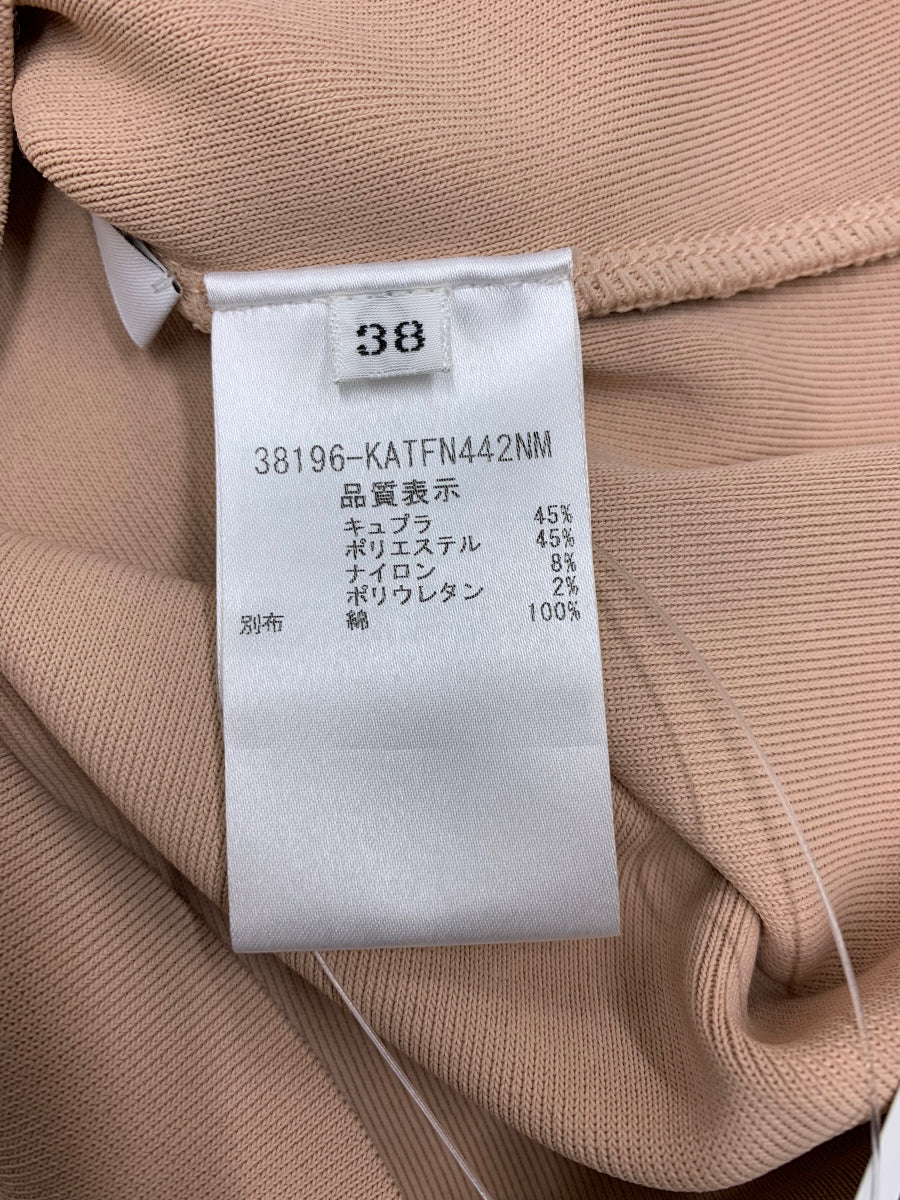 38
38196-KATFN442NM
品質表示
キュプラ 45%
ポリエステル 45%
ナイロン 8%
ポリウレタン 2%
別布 綿 100%